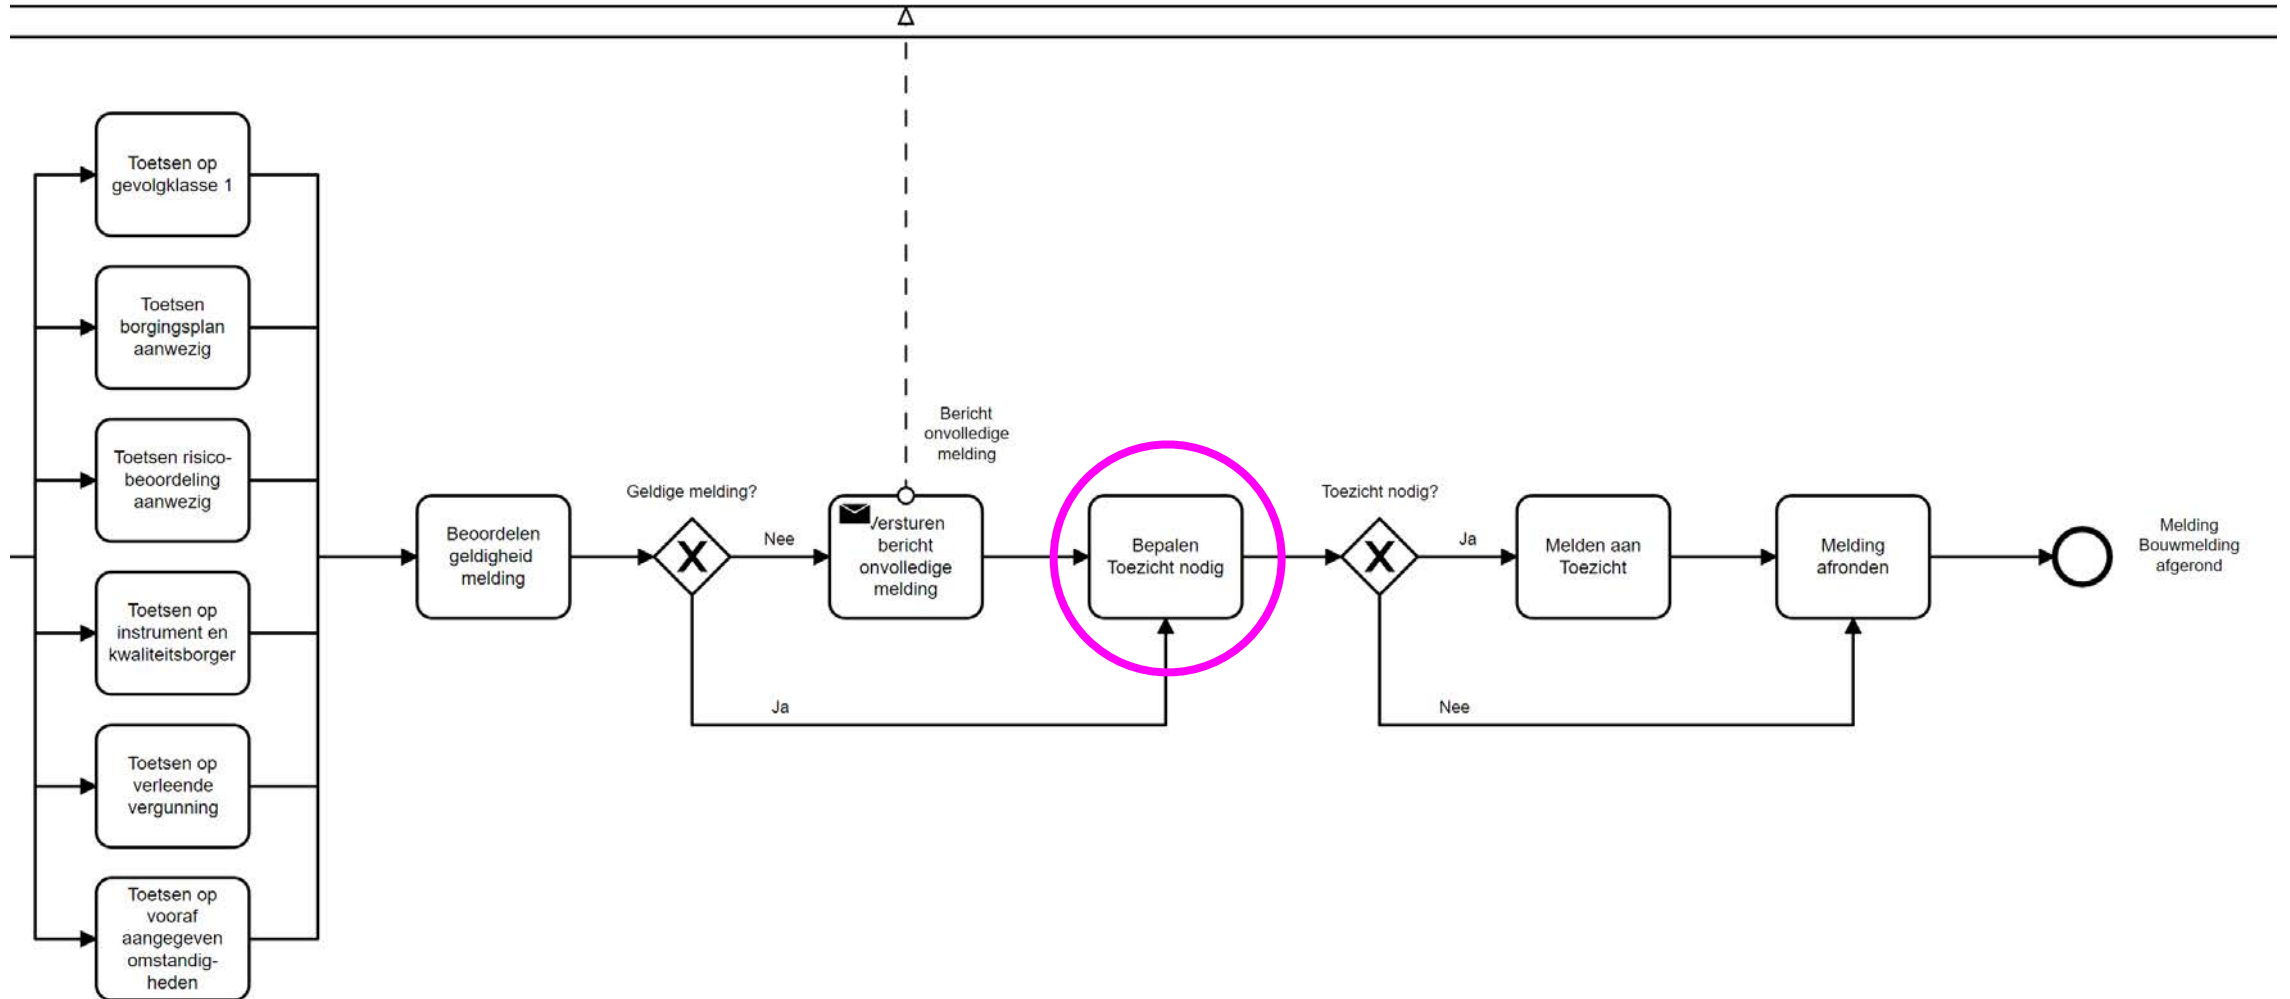 Toetsen op
gevolgklasse 1
Toetsen
borgingsplan
aanwezig
Toetsen risico-
beoordeling
aanwezig
Toetsen op
instrument en
kwaliteitsborger
Toetsen op
verleende
vergunning
Toetsen op
vooraf
aangegeven
omstandig-
heden
Beoordelen
geldigheid
melding
Geldige melding?
Nee
Ja
Versturen
bericht
onvolledige
melding
Bericht
onvolledige
melding
Bepalen
Toezicht nodig
Toezicht nodig?
Ja
Nee
Melden aan
Toezicht
Melding
afronden
Melding
Bouwmelding
afgerond